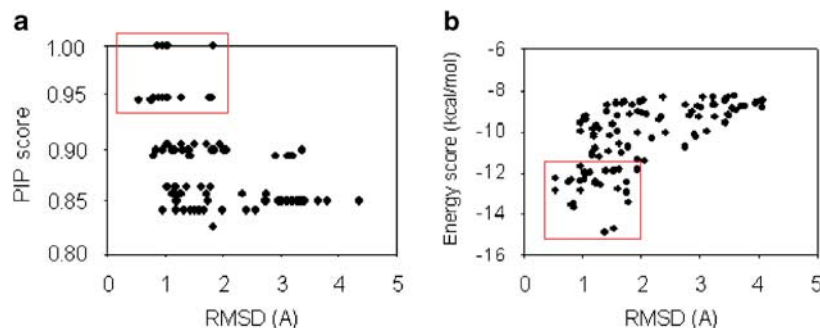 a
PIP score
1.00
0.95
0.90
0.85
0.80
0 1 2 3 4 5
RMSD (A)
b
Energy score (kcal/mol)
-6
-8
-10
-12
-14
-16
0 1 2 3 4 5
RMSD (A)